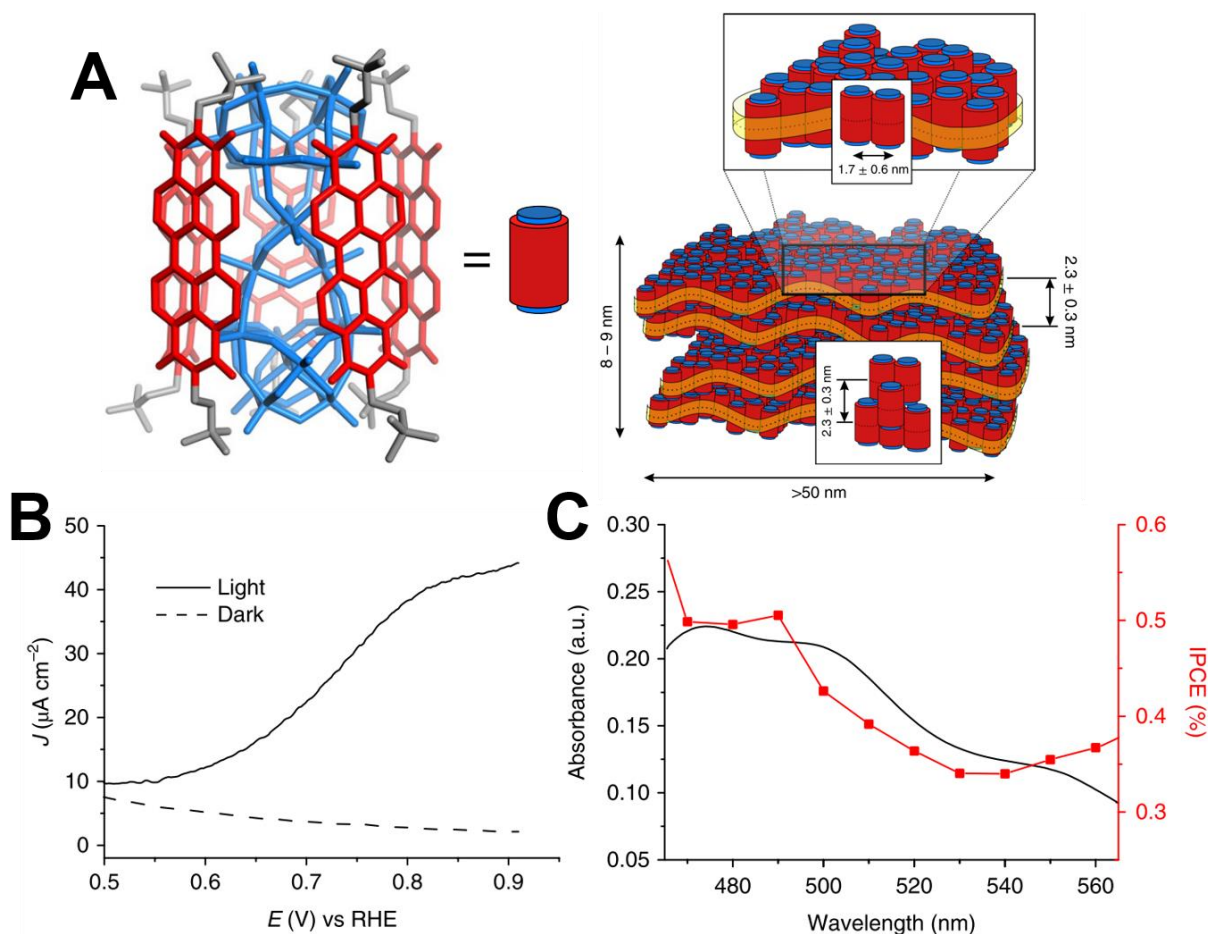 A
=
1.7 ± 0.6 nm
8 – 9 nm
2.3 ± 0.3 nm
2.3 ± 0.3 nm
>50 nm
B
50
40
30
20
10
0
J (µA cm−2)
Light
Dark
0.5 0.6 0.7 0.8 0.9
E (V) vs RHE
C
0.30
0.25
0.20
0.15
0.10
0.05
Absorbance (a.u.)
0.6
0.5
0.4
0.3
IPCE (%)
480 500 520 540 560
Wavelength (nm)